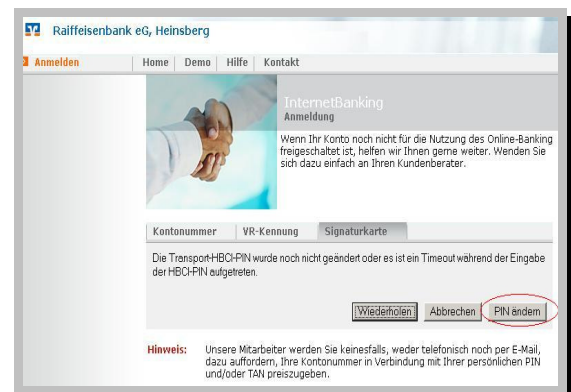 Raiffeisenbank eG, Heinsberg
Anmelden
Home Demo Hilfe Kontakt
InternetBanking
Anmeldung
Wenn Ihr Konto noch nicht für die Nutzung des Online-Banking
freigeschaltet ist, helfen wir Ihnen gerne weiter. Wenden Sie
sich dazu einfach an Ihren Kundenberater.
Kontonummer VR-Kennung Signaturkarte
Die Transport-HBCI-PIN wurde noch nicht geändert oder es ist ein Timeout während der Eingabe
der HBCI-PIN aufgetreten.
Wiederholen Abbrechen PIN ändern
Hinweis: Unsere Mitarbeiter werden Sie keinesfalls, weder telefonisch noch per E-Mail,
dazu auffordern, Ihre Kontonummer in Verbindung mit Ihrer persönlichen PIN
und/oder TAN preiszugeben.